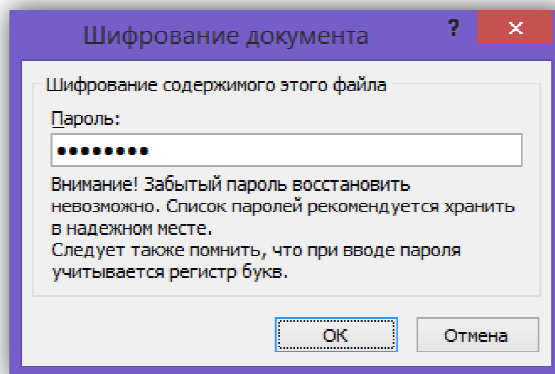 Шифрование документа
?
×
Шифрование содержимого этого файла
Пароль:
●●●●●●●●
Внимание! Забытый пароль восстановить
невозможно. Список паролей рекомендуется хранить
в надежном месте.
Следует также помнить, что при вводе пароля
учитывается регистр букв.
ОК
Отмена